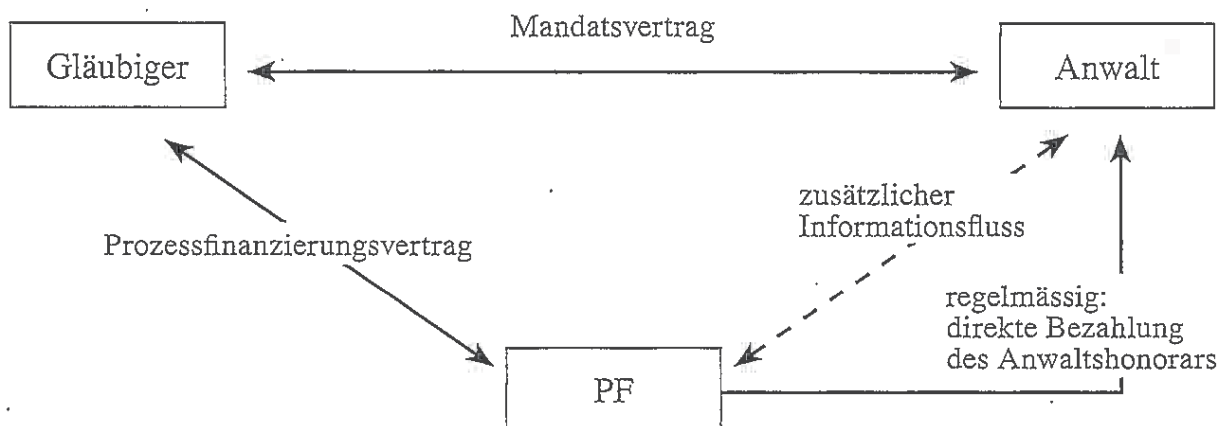 Mandatsvertrag
Gläubiger
Anwalt
zusätzlicher
Informationsfluss
Prozessfinanzierungsvertrag
regelmässig:
direkte Bezahlung
des Anwaltshonorars
PF